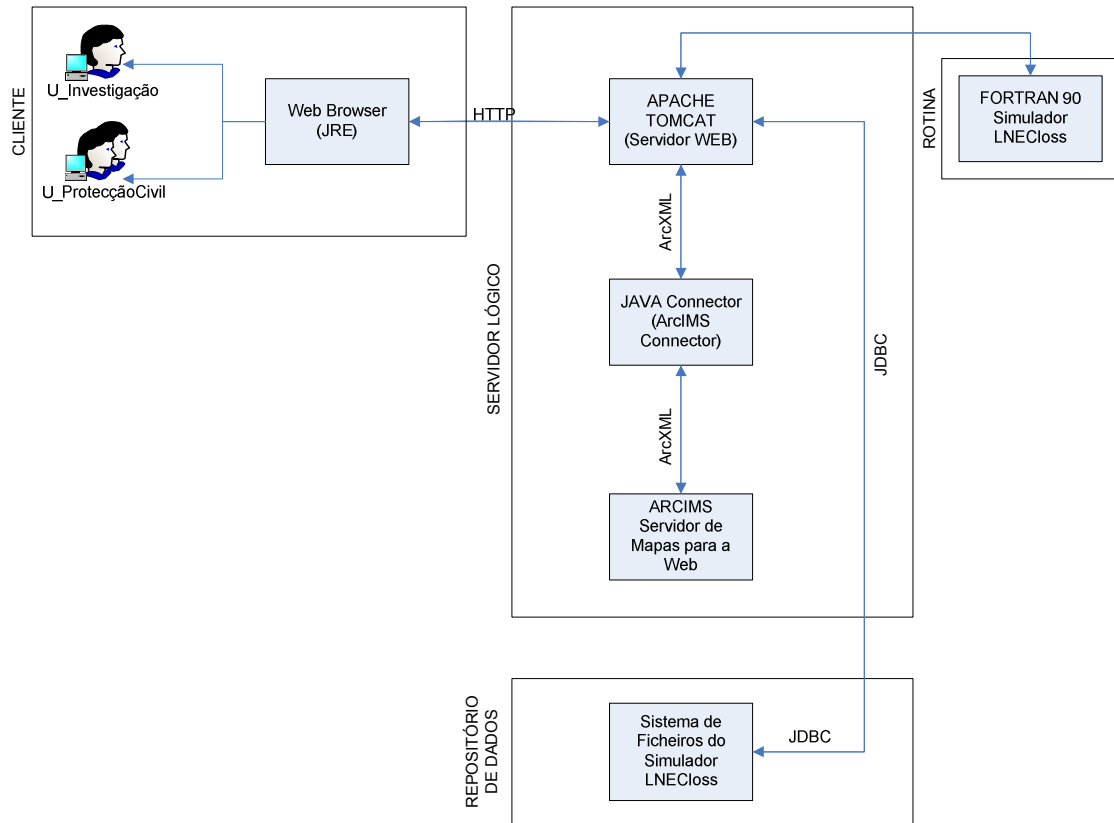 CLIENTE
U_Investigação
U_ProtecçãoCivil
Web Browser
(JRE)
HTTP
SERVIDOR LÓGICO
APACHE
TOMCAT
(Servidor WEB)
ArcXML
JAVA Connector
(ArcIMS
Connector)
ArcXML
ARCIMS
Servidor de
Mapas para a
Web
JDBC
ROTINA
FORTRAN 90
Simulador
LNECloss
REPOSITÓRIO
DE DADOS
Sistema de
Ficheiros do
Simulador
LNECloss
JDBC